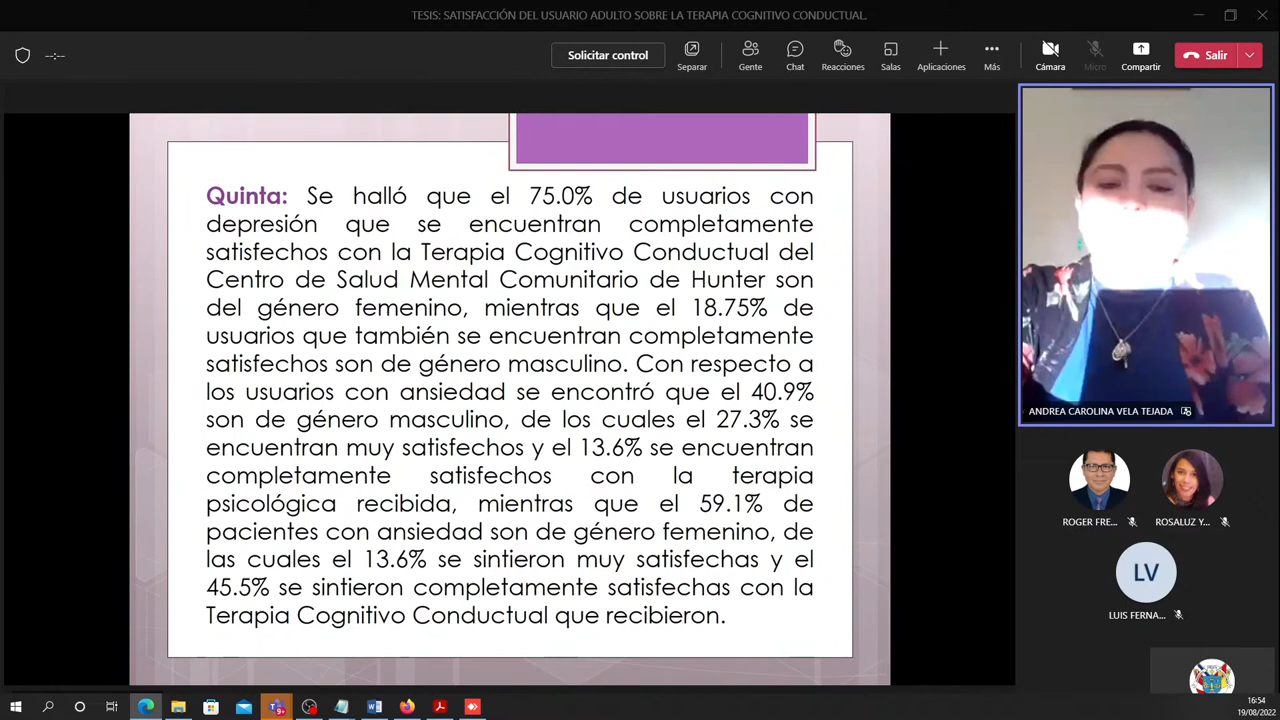 TESIS: SATISFACCIÓN DEL USUARIO ADULTO SOBRE LA TERAPIA COGNITIVO CONDUCTUAL.
--:--
Solicitar control
Separar
Gente
Chat
Reacciones
Salas
Aplicaciones
Más
Cámara
Micro
Compartir
Salir
Quinta: Se halló que el 75.0% de usuarios con
depresión que se encuentran completamente
satisfechos con la Terapia Cognitivo Conductual del
Centro de Salud Mental Comunitario de Hunter son
del género femenino, mientras que el 18.75% de
usuarios que también se encuentran completamente
satisfechos son de género masculino. Con respecto a
los usuarios con ansiedad se encontró que el 40.9%
son de género masculino, de los cuales el 27.3% se
encuentran muy satisfechos y el 13.6% se encuentran
completamente satisfechos con la terapia
psicológica recibida, mientras que el 59.1% de
pacientes con ansiedad son de género femenino, de
las cuales el 13.6% se sintieron muy satisfechas y el
45.5% se sintieron completamente satisfechas con la
Terapia Cognitivo Conductual que recibieron.
ANDREA CAROLINA VELA TEJADA
ROGER FRE...
ROSALUZ Y...
LV
LUIS FERNA...
16:54
19/08/2022